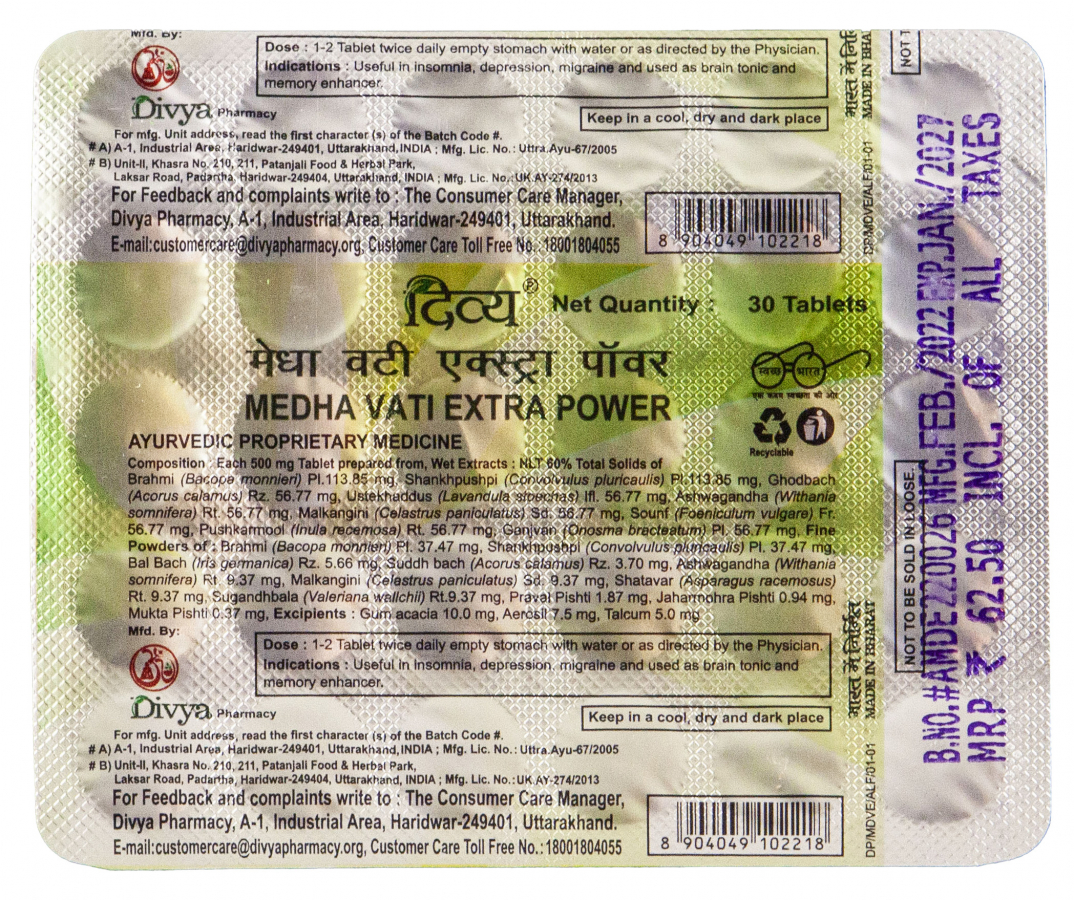 Mfd. By:
Divya Pharmacy
Dose : 1-2 Tablet twice daily empty stomach with water or as directed by the Physician.
Indications : Useful in insomnia, depression, migraine and used as brain tonic and
memory enhancer.
Keep in a cool, dry and dark place
For mfg. Unit address, read the first character (s) of the Batch Code #.
# A) A-1, Industrial Area, Haridwar-249401, Uttarakhand, INDIA ; Mfg. Lic. No.: Uttra.Ayu-67/2005
# B) Unit-II, Khasra No. 210, 211, Patanjali Food & Herbal Park,
Laksar Road, Padartha, Haridwar-249404, Uttarakhand, INDIA ; Mfg. Lic. No.: UK.AY-274/2013
For Feedback and complaints write to : The Consumer Care Manager,
Divya Pharmacy, A-1, Industrial Area, Haridwar-249401, Uttarakhand.
E-mail:customercare@divyapharmacy.org, Customer Care Toll Free No.:18001804055
8 904049 102218
MADE IN BHA
DP/MDVE/ALF/01-01
NOT T
दिव्य® Net Quantity : 30 Tablets
मेधा वटी एक्स्ट्रा पॉवर
MEDHA VATI EXTRA POWER
स्वच्छ भारत
एक कदम स्वच्छता की ओर
Recyclable
AYURVEDIC PROPRIETARY MEDICINE
Composition : Each 500 mg Tablet prepared from, Wet Extracts : NLT 60% Total Solids of
Brahmi (Bacopa monnieri) Pl.113.85 mg, Shankhpushpi (Convolvulus pluricaulis) Pl.113.85 mg, Ghodbach
(Acorus calamus) Rz. 56.77 mg, Ustekhaddus (Lavandula stoechas) Ifl. 56.77 mg, Ashwagandha (Withania
somnifera) Rt. 56.77 mg, Malkangini (Celastrus paniculatus) Sd. 56.77 mg, Sounf (Foeniculum vulgare) Fr.
56.77 mg, Pushkarmool (Inula recemosa) Rt. 56.77 mg, Ganjvan (Onosma bracteatum) Pl. 56.77 mg, Fine
Powders of : Brahmi (Bacopa monnieri) Pl. 37.47 mg, Shankhpushpi (Convolvulus pluricaulis) Pl. 37.47 mg,
Bal Bach (Iris germanica) Rz. 5.66 mg, Suddh bach (Acorus calamus) Rz. 3.70 mg, Ashwagandha (Withania
somnifera) Rt. 9.37 mg, Malkangini (Celastrus paniculatus) Sd. 9.37 mg, Shatavar (Asparagus racemosus)
Rt. 9.37 mg, Sugandhbala (Valeriana wallchii) Rt.9.37 mg, Praval Pishti 1.87 mg, Jaharmohra Pishti 0.94 mg,
Mukta Pishti 0.37 mg, Excipients : Gum acacia 10.0 mg, Aerosil 7.5 mg, Talcum 5.0 mg
Mfd. By:
Divya Pharmacy
Dose : 1-2 Tablet twice daily empty stomach with water or as directed by the Physician.
Indications : Useful in insomnia, depression, migraine and used as brain tonic and
memory enhancer.
Keep in a cool, dry and dark place
For mfg. Unit address, read the first character (s) of the Batch Code #.
# A) A-1, Industrial Area, Haridwar-249401, Uttarakhand, INDIA ; Mfg. Lic. No.: Uttra.Ayu-67/2005
# B) Unit-II, Khasra No. 210, 211, Patanjali Food & Herbal Park,
Laksar Road, Padartha, Haridwar-249404, Uttarakhand, INDIA ; Mfg. Lic. No.: UK.AY-274/2013
For Feedback and complaints write to : The Consumer Care Manager,
Divya Pharmacy, A-1, Industrial Area, Haridwar-249401, Uttarakhand.
E-mail:customercare@divyapharmacy.org, Customer Care Toll Free No.:18001804055
8 904049 102218
भारत में निर्मित
MADE IN BHARAT
DP/MDVE/ALF/01-01
NOT TO BE SOLD IN LOOSE.
B.NO.#AMDE2220026 MFG.FEB./2022 EXP.JAN./2027
MRP ₹ 62.50 INCL. OF ALL TAXES